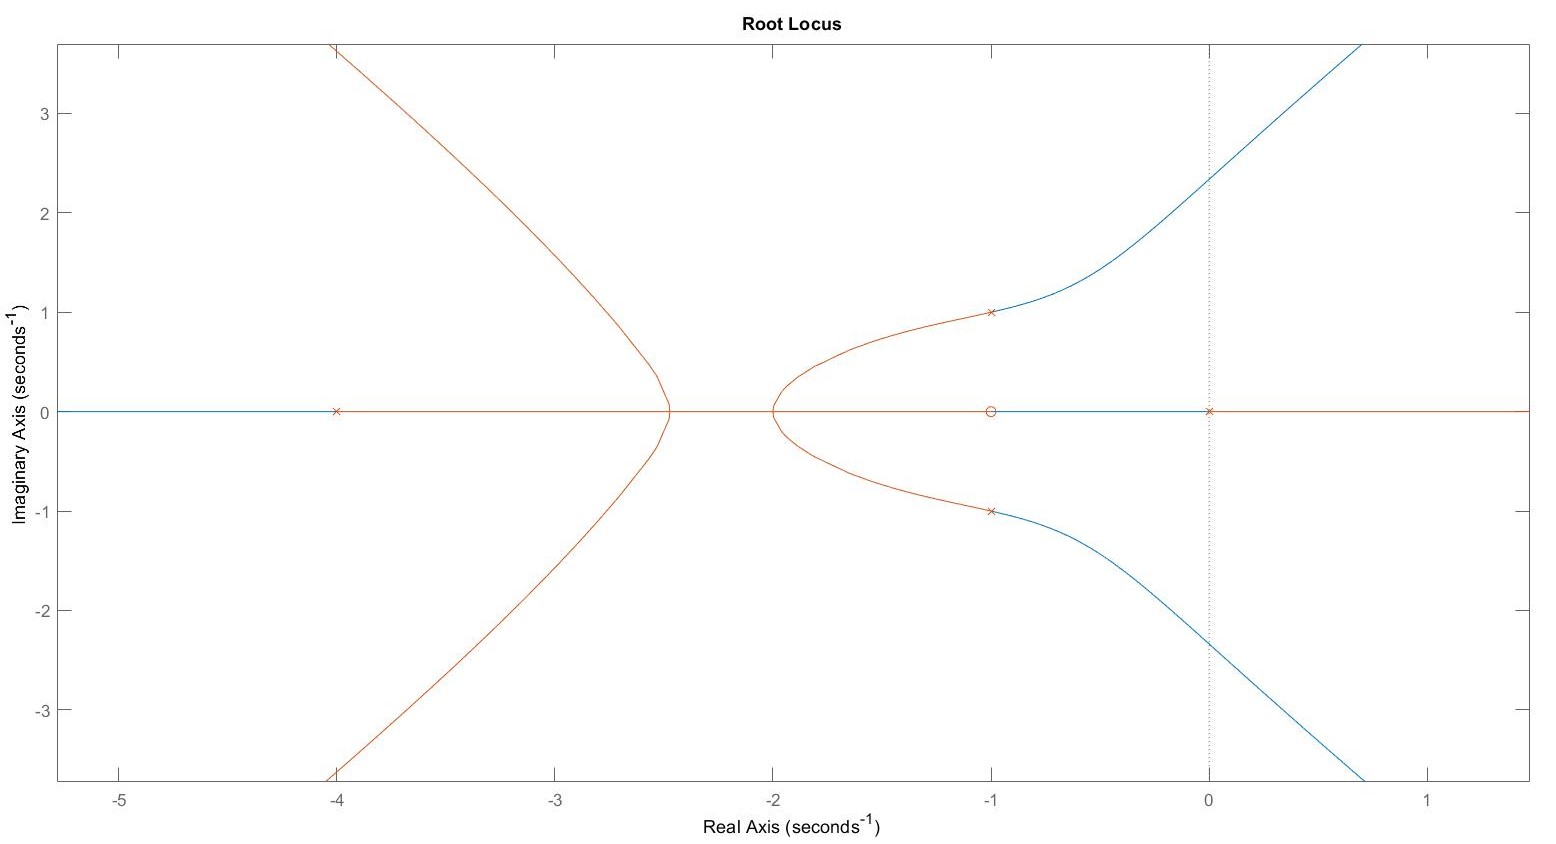 Root Locus
3
2
1
0
-1
-2
-3
Imaginary Axis (seconds⁻¹)
-5 -4 -3 -2 -1 0 1
Real Axis (seconds⁻¹)